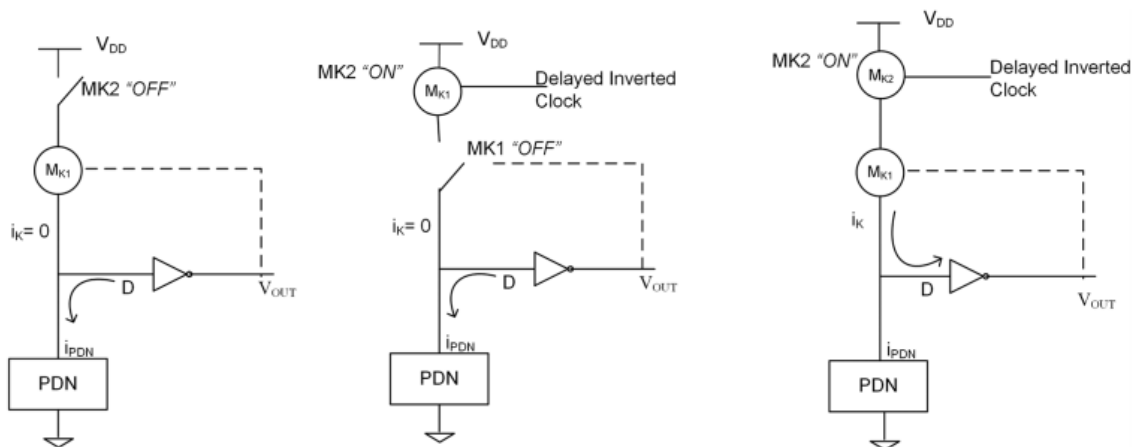 V_DD
MK2 "OFF"
M_K1
i_K= 0
D
V_OUT
i_PDN
PDN
V_DD
MK2 "ON"
M_K1
Delayed Inverted
Clock
MK1 "OFF"
i_K= 0
D
V_OUT
i_PDN
PDN
V_DD
MK2 "ON"
M_K2
Delayed Inverted
Clock
M_K1
i_K
D
V_OUT
i_PDN
PDN